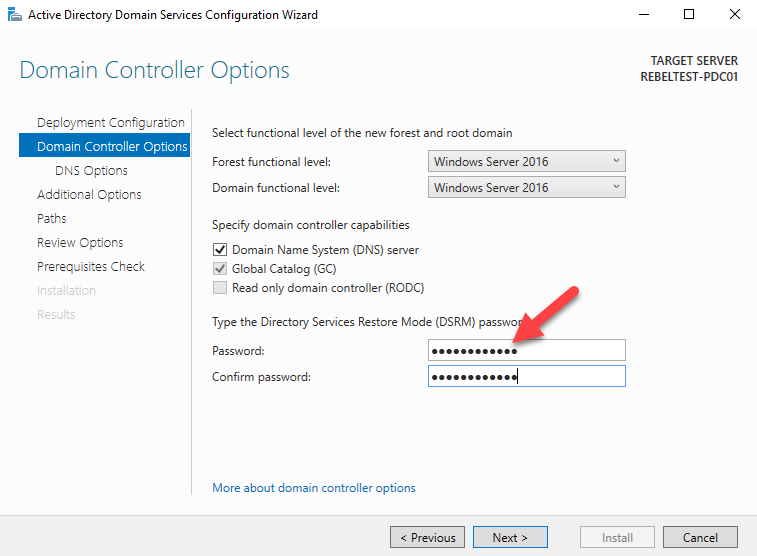 Active Directory Domain Services Configuration Wizard
Domain Controller Options
TARGET SERVER
REBELTEST-PDC01
Deployment Configuration
Domain Controller Options
DNS Options
Additional Options
Paths
Review Options
Prerequisites Check
Installation
Results
Select functional level of the new forest and root domain
Forest functional level: Windows Server 2016
Domain functional level: Windows Server 2016
Specify domain controller capabilities
Domain Name System (DNS) server
Global Catalog (GC)
Read only domain controller (RODC)
Type the Directory Services Restore Mode (DSRM) password
Password: ●●●●●●●●●●●●
Confirm password: ●●●●●●●●●●●●
More about domain controller options
< Previous Next > Install Cancel